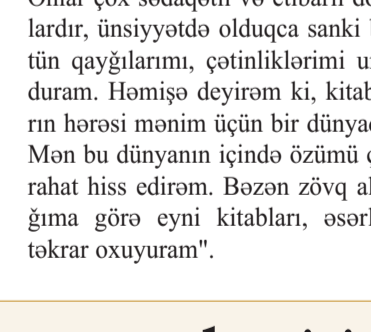 çox sədaqətli və etibarlı
lardır, ünsiyyətdə olduqca sanki
tün qayğılarımı, çətinliklərimi
duram. Həmişə deyirəm ki, kitab
rın hərəsi mənim üçün bir dünya
Mən bu dünyanın içində özümü
rahat hiss edirəm. Bəzən zövq al
ğıma görə eyni kitabları, əsərl
təkrar oxuyuram".